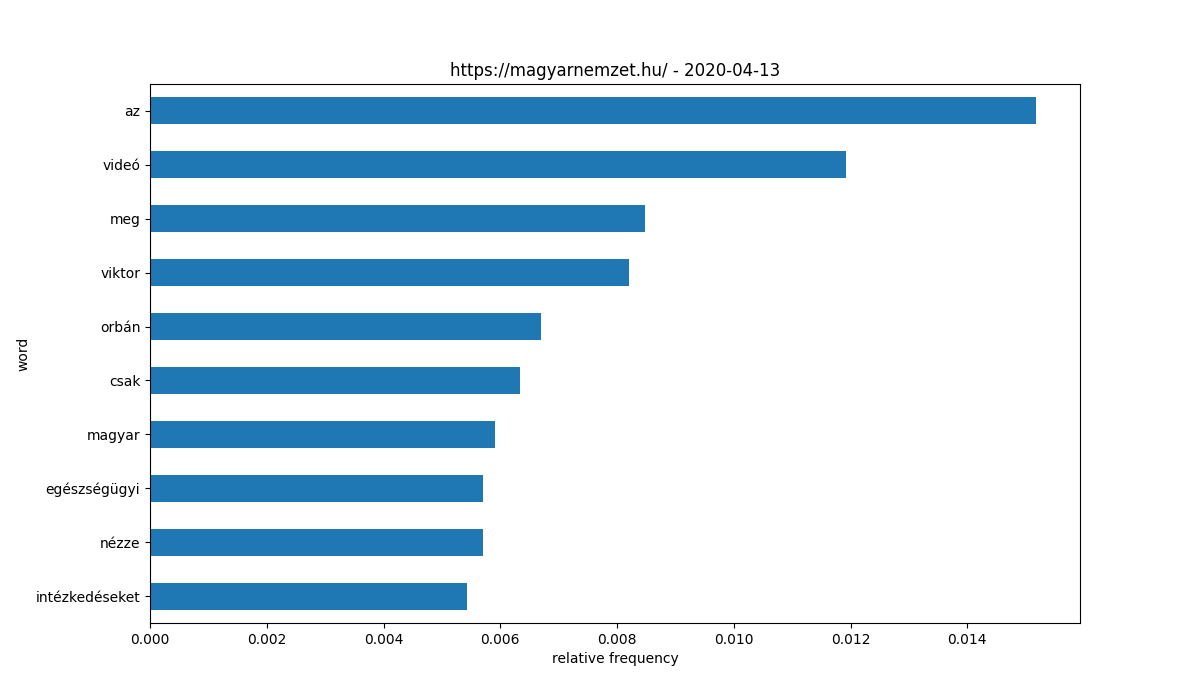 https://magyarnemzet.hu/ - 2020-04-13
az
videó
meg
viktor
orbán
csak
magyar
egészségügyi
nézze
intézkedéseket
word
0.000 0.002 0.004 0.006 0.008 0.010 0.012 0.014
relative frequency